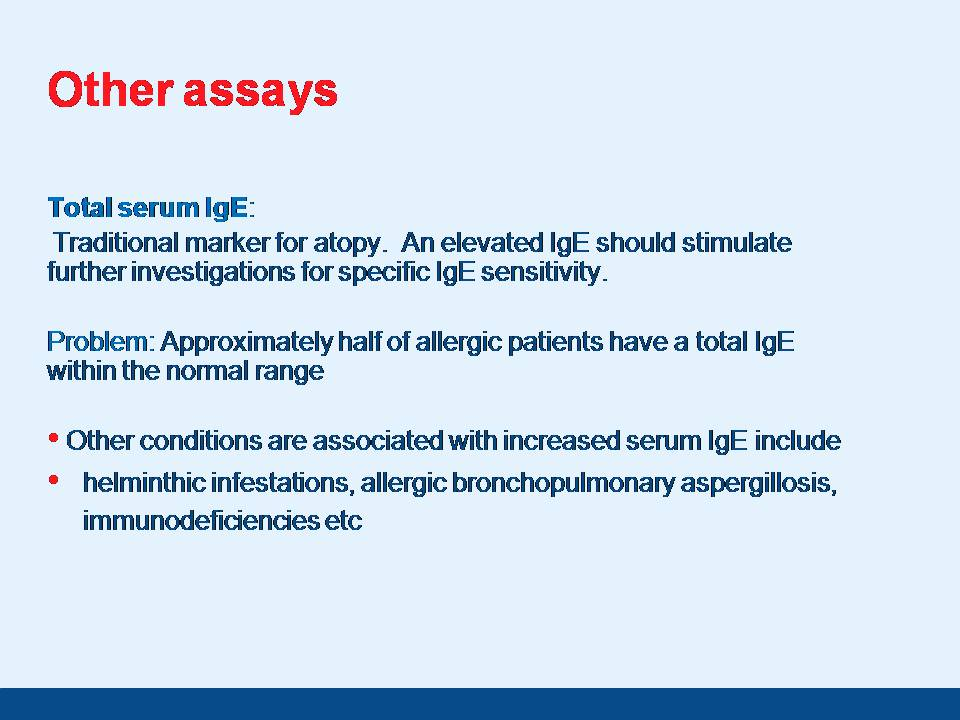 Other assays
Total serum IgE:
Traditional marker for atopy.  An elevated IgE should stimulate
further investigations for specific IgE sensitivity.
Problem: Approximately half of allergic patients have a total IgE
within the normal range
• Other conditions are associated with increased serum IgE include
• helminthic infestations, allergic bronchopulmonary aspergillosis,
immunodeficiencies etc